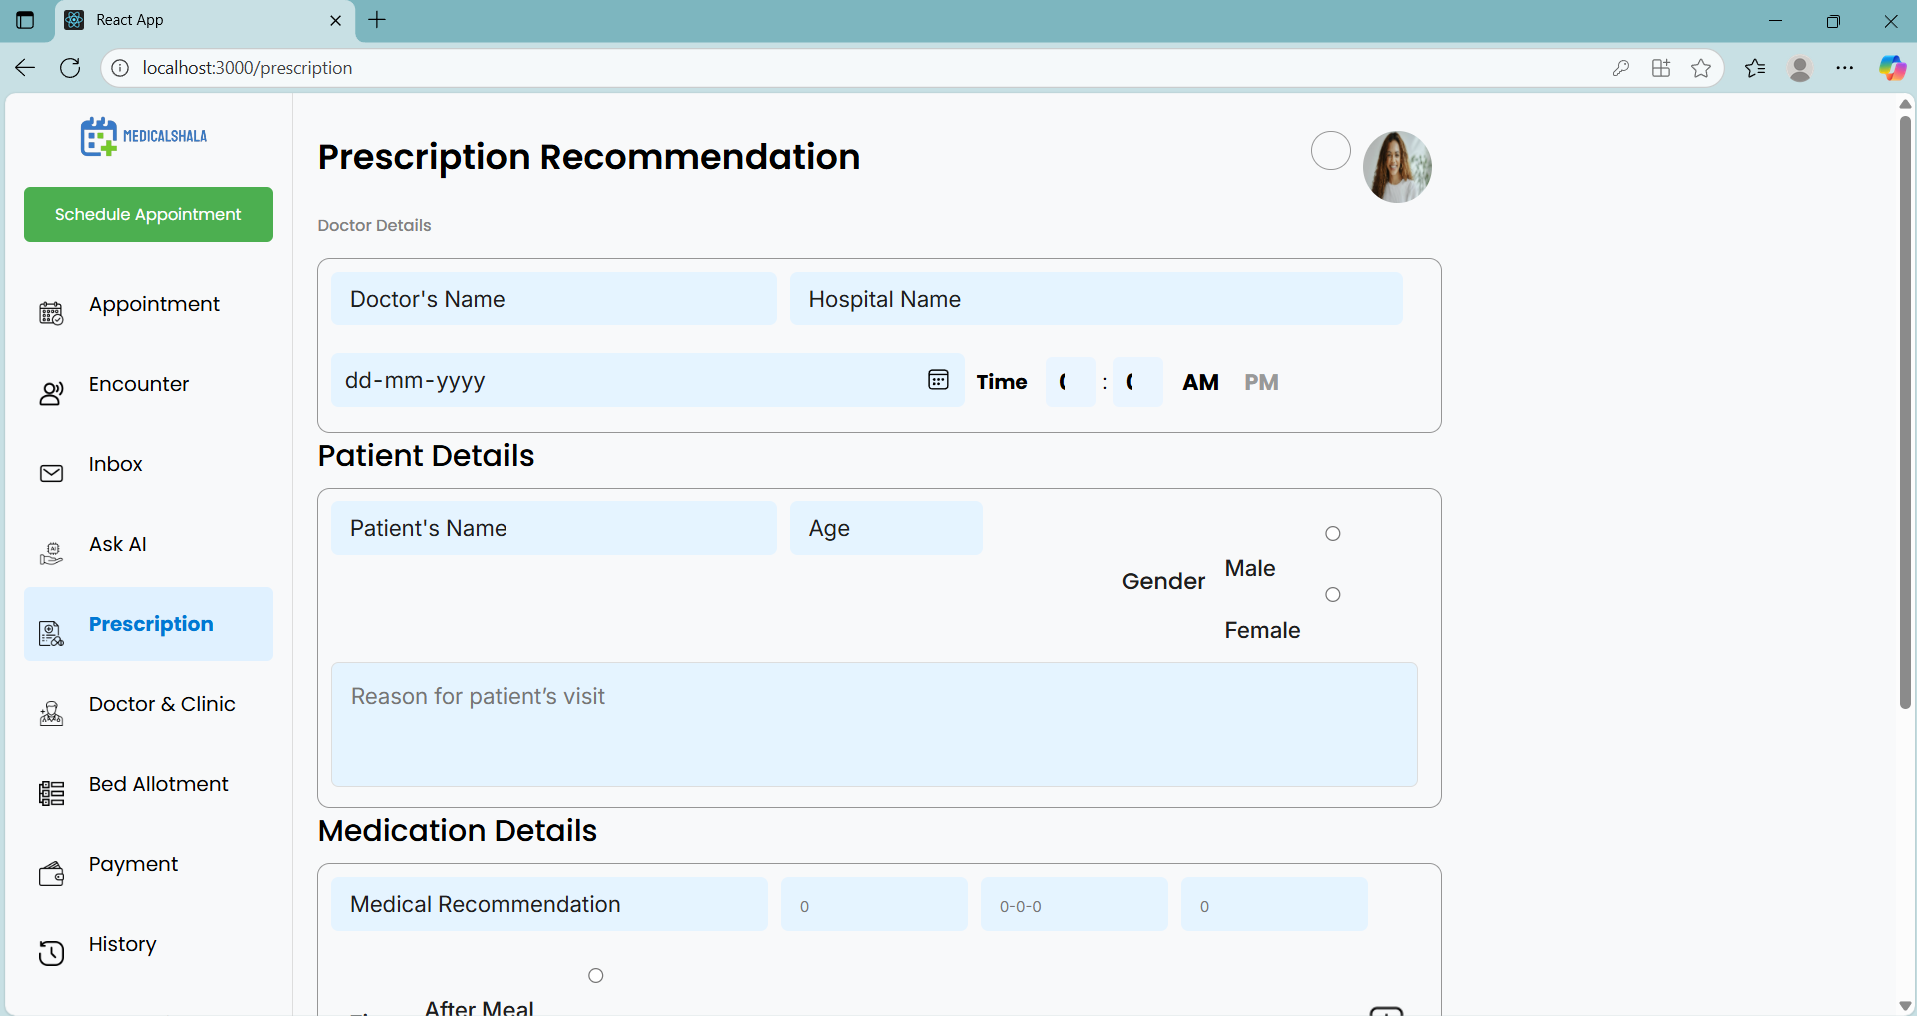 React App
localhost:3000/prescription
MEDICALSHALA
Schedule Appointment
Appointment
Encounter
Inbox
Ask AI
Prescription
Doctor & Clinic
Bed Allotment
Payment
History
Prescription Recommendation
Doctor Details
Doctor's Name
Hospital Name
dd-mm-yyyy
Time : AM PM
Patient Details
Patient's Name
Age
Gender
Male
Female
Reason for patient’s visit
Medication Details
Medical Recommendation
0
0-0-0
0
After Meal